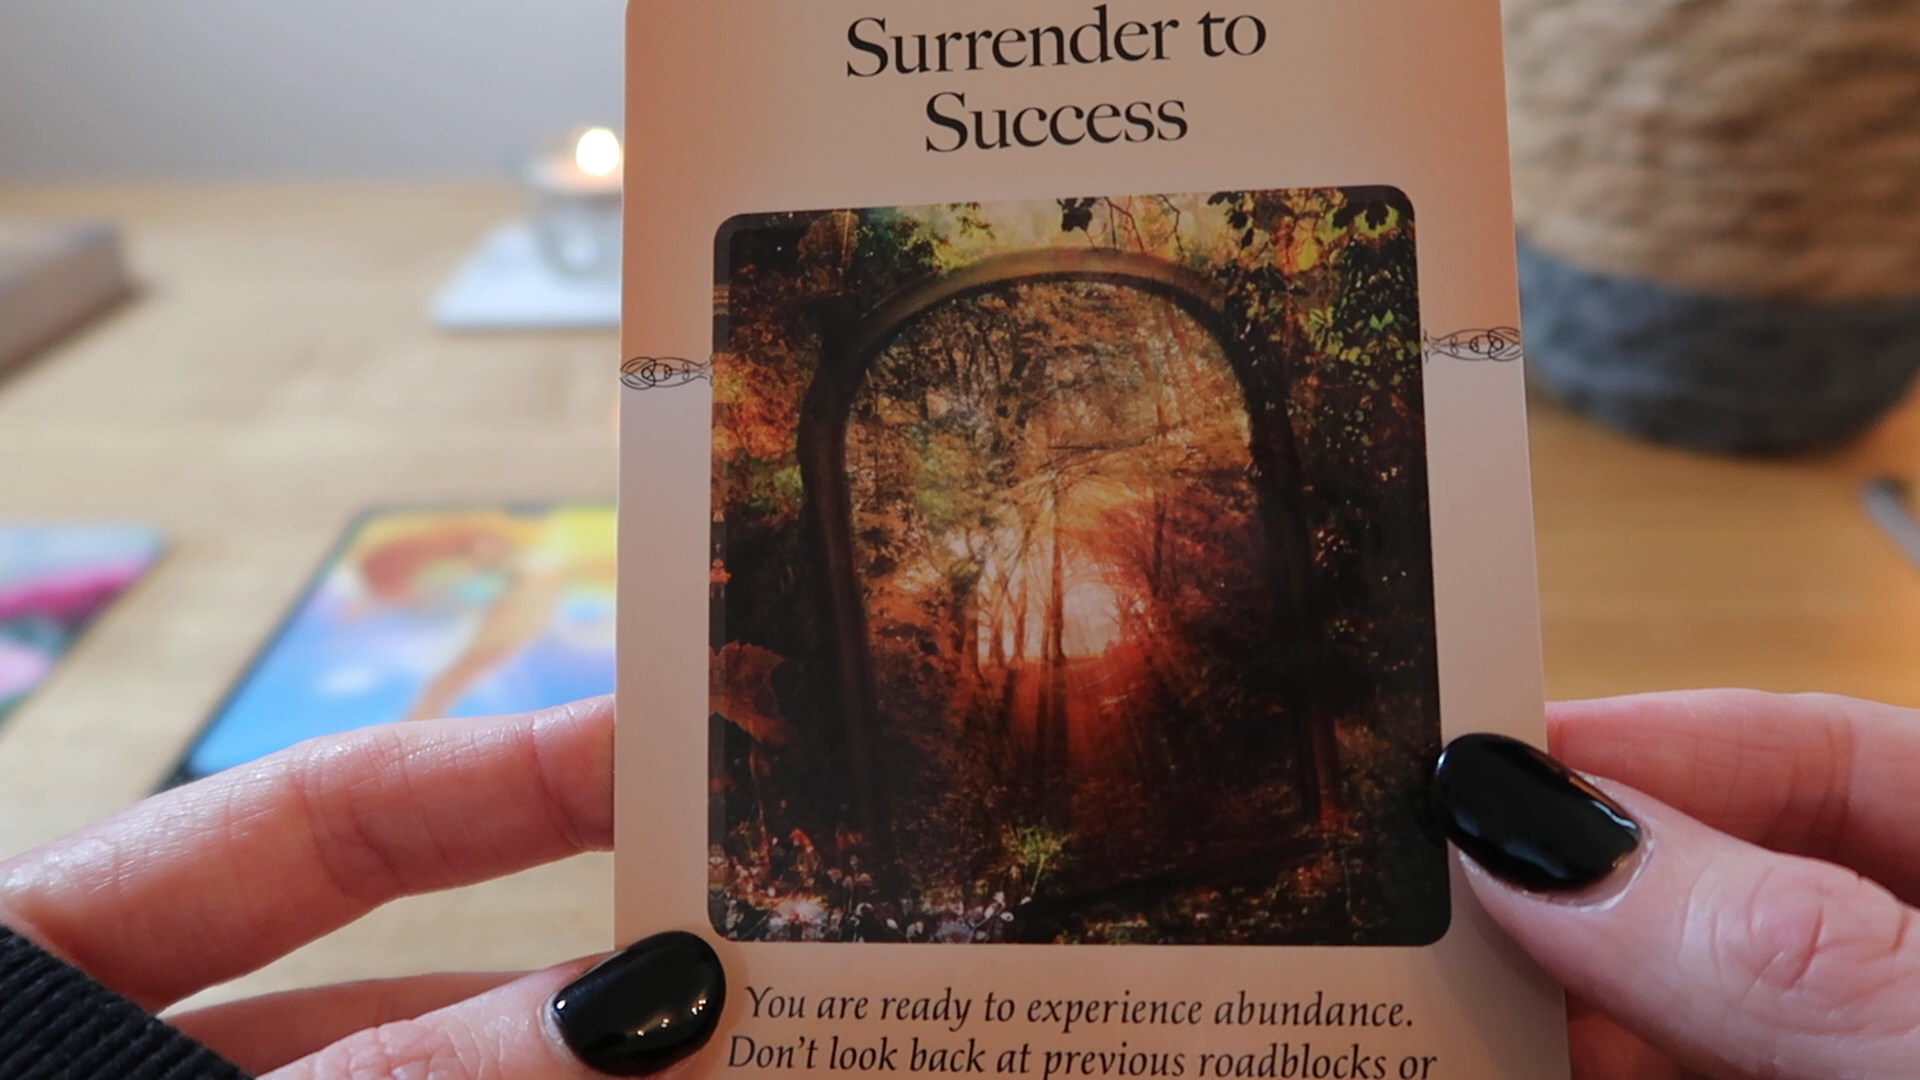 Surrender to
Success
You are ready to experience abundance.
Don't look back at previous roadblocks or